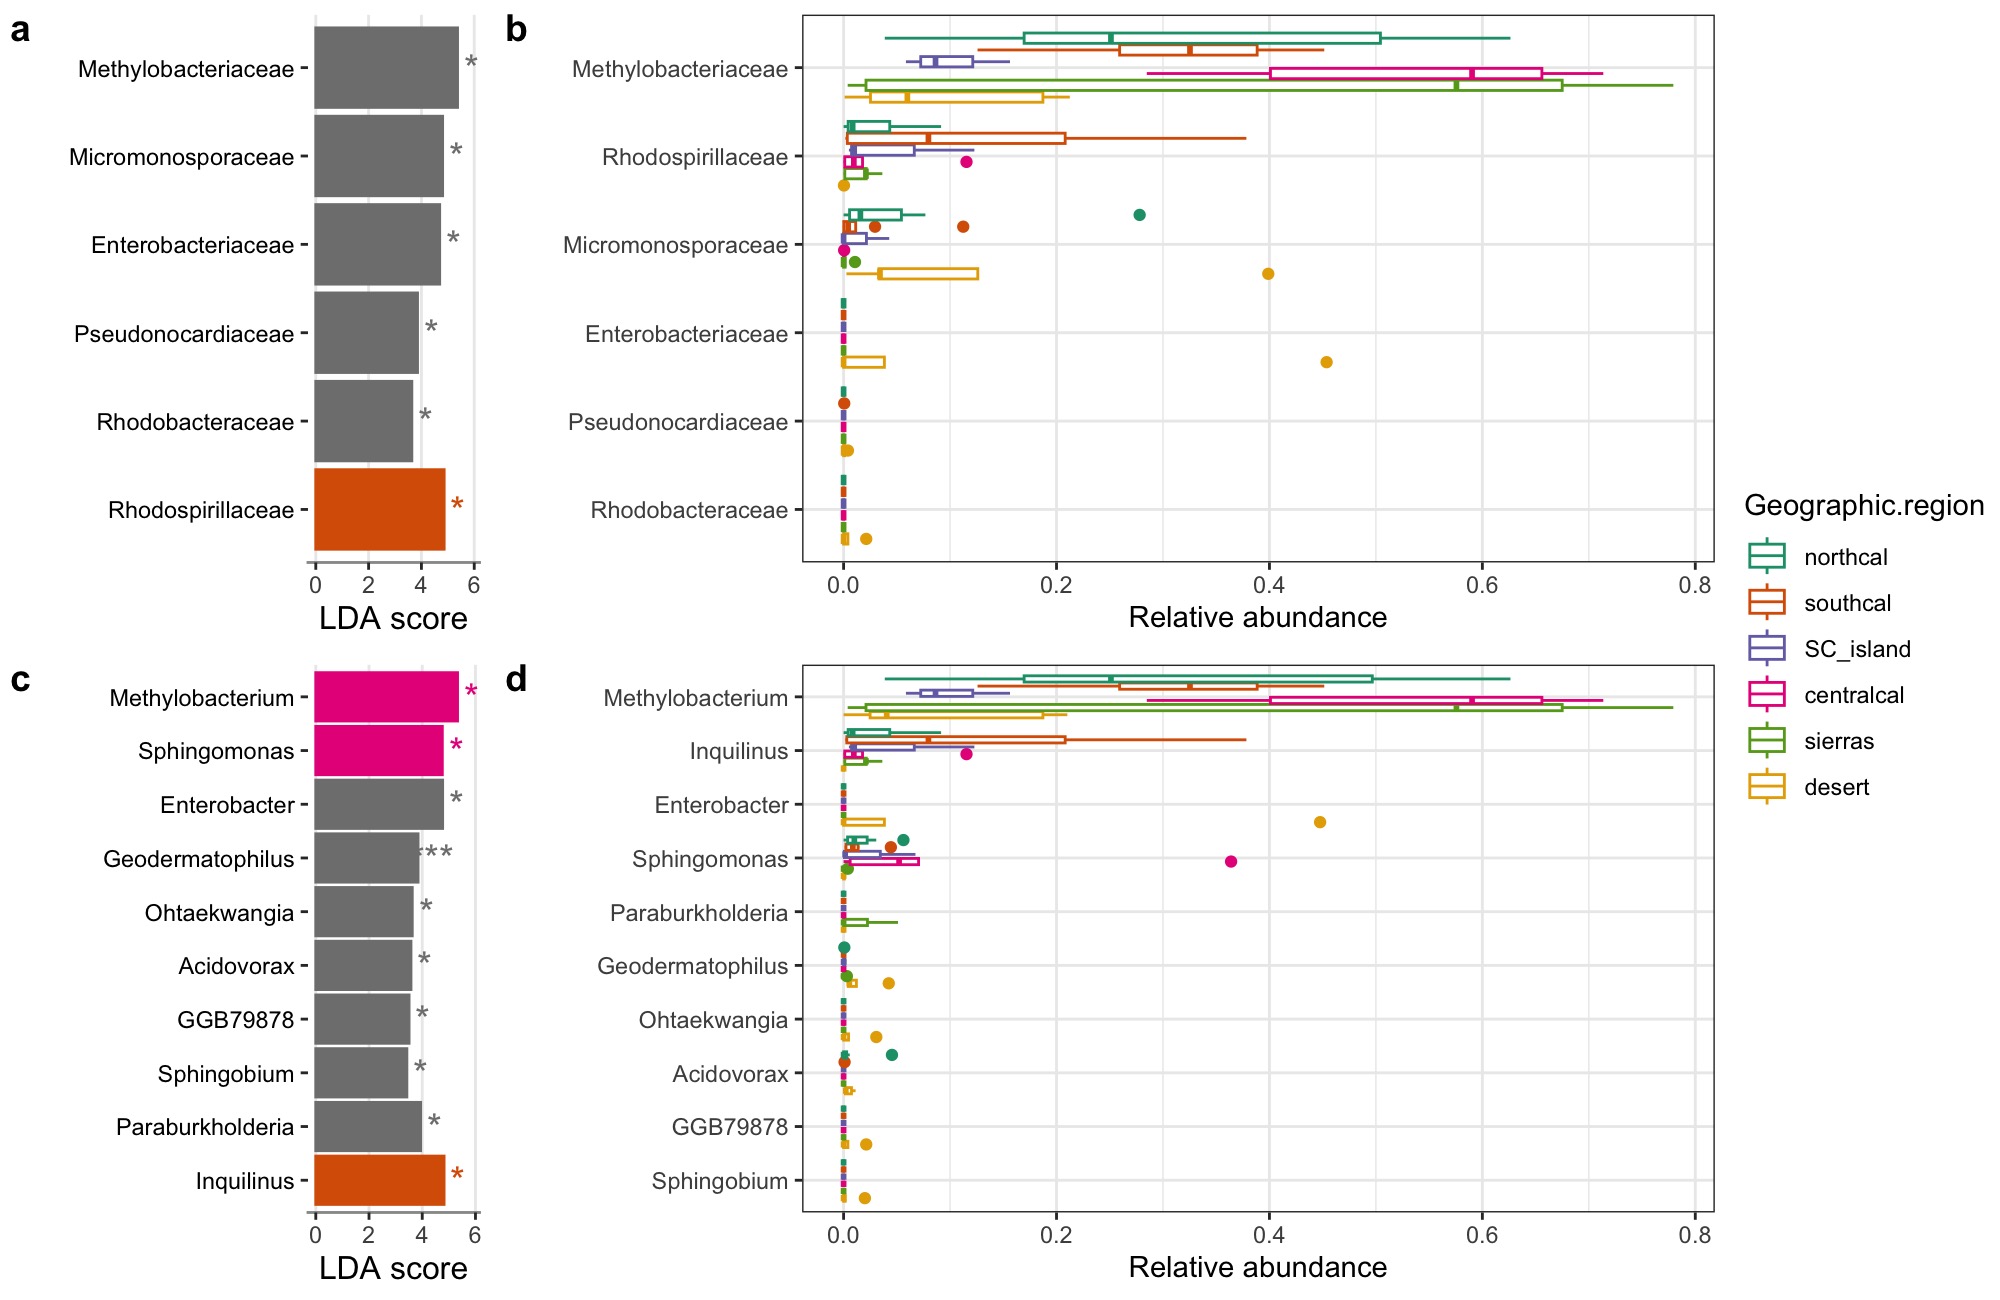 a
Methylobacteriaceae *
Micromonosporaceae *
Enterobacteriaceae *
Pseudonocardiaceae *
Rhodobacteraceae *
Rhodospirillaceae *
0 2 4 6
LDA score
b
Methylobacteriaceae
Rhodospirillaceae
Micromonosporaceae
Enterobacteriaceae
Pseudonocardiaceae
Rhodobacteraceae
0.0 0.2 0.4 0.6 0.8
Relative abundance
c
Methylobacterium *
Sphingomonas *
Enterobacter *
Geodermatophilus ***
Ohtaekwangia *
Acidovorax *
GGB79878 *
Sphingobium *
Paraburkholderia *
Inquilinus *
0 2 4 6
LDA score
d
Methylobacterium
Inquilinus
Enterobacter
Sphingomonas
Paraburkholderia
Geodermatophilus
Ohtaekwangia
Acidovorax
GGB79878
Sphingobium
0.0 0.2 0.4 0.6 0.8
Relative abundance
Geographic.region
northcal
southcal
SC_island
centralcal
sierras
desert